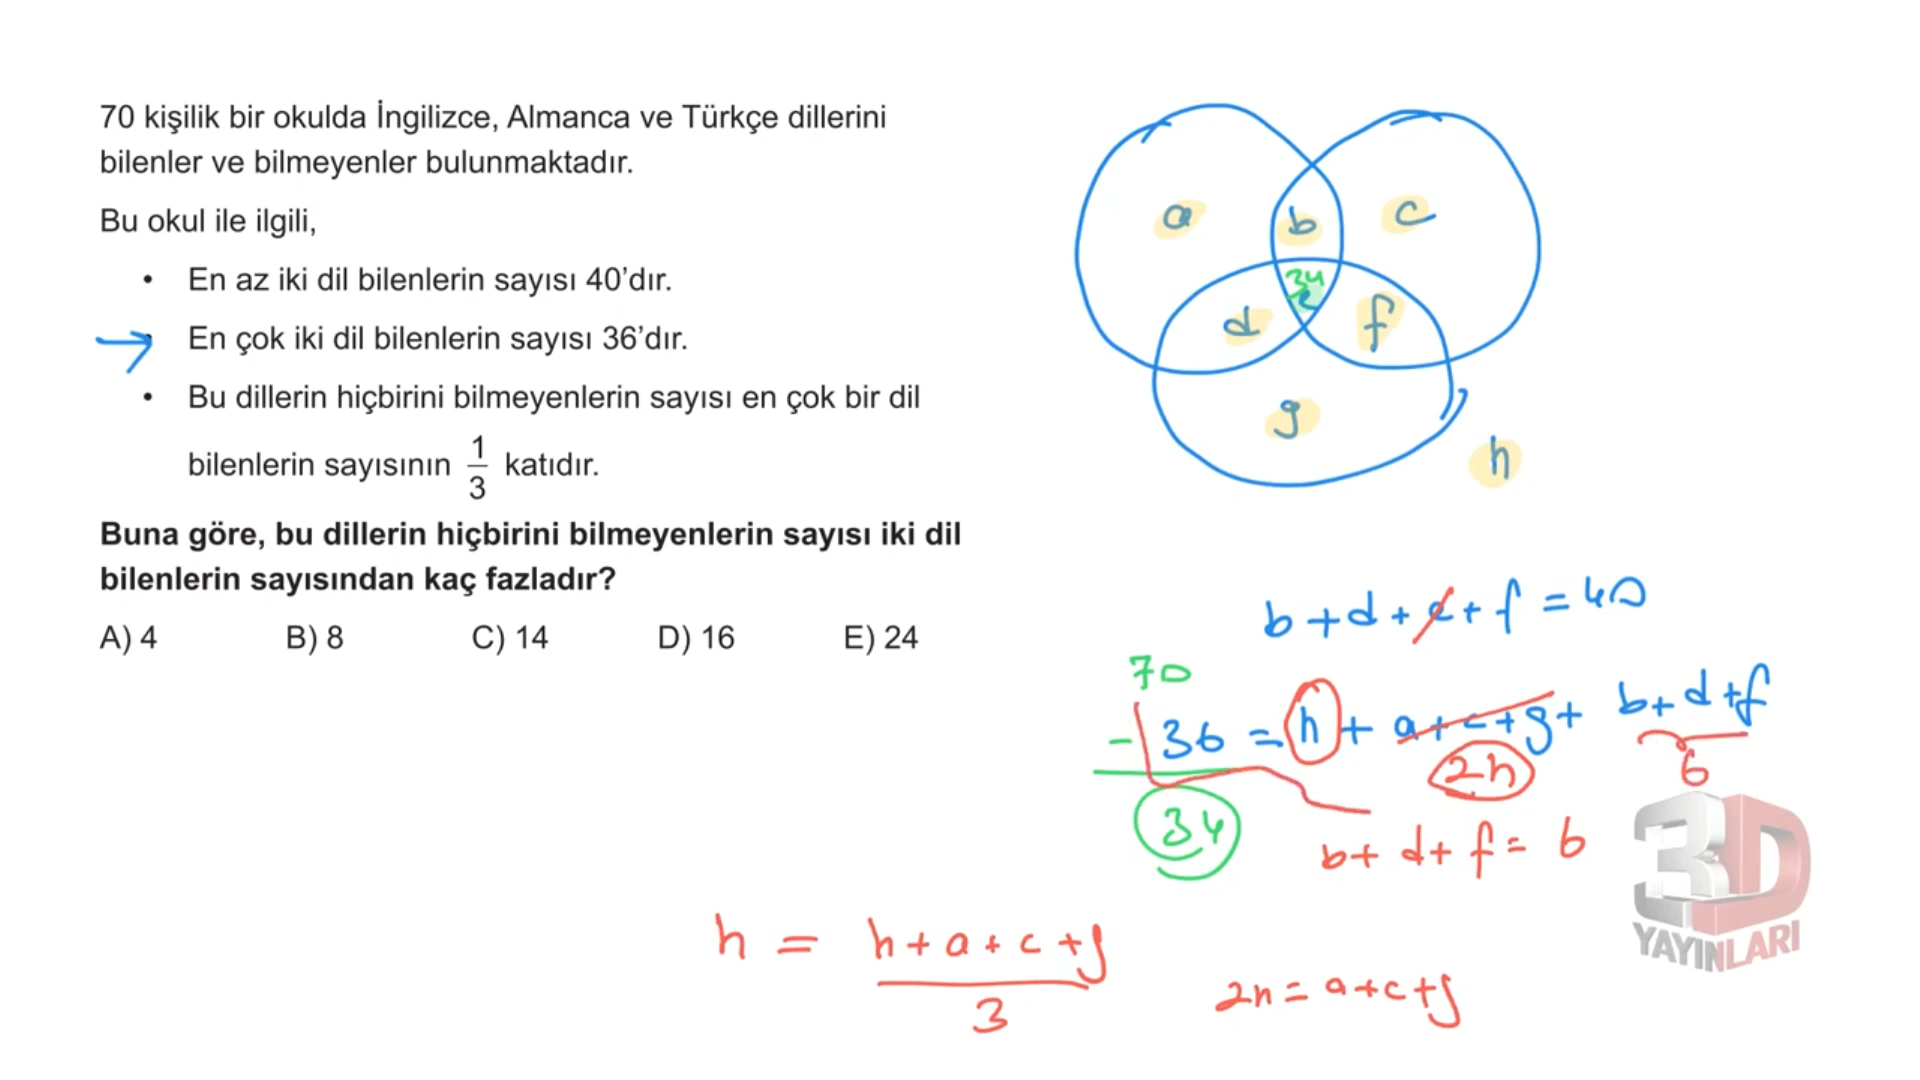 70 kişilik bir okulda İngilizce, Almanca ve Türkçe dillerini
bilenler ve bilmeyenler bulunmaktadır.
Bu okul ile ilgili,
• En az iki dil bilenlerin sayısı 40’dır.
En çok iki dil bilenlerin sayısı 36’dır.
• Bu dillerin hiçbirini bilmeyenlerin sayısı en çok bir dil
bilenlerin sayısının 1/3 katıdır.
Buna göre, bu dillerin hiçbirini bilmeyenlerin sayısı iki dil
bilenlerin sayısından kaç fazladır?
A) 4 B) 8 C) 14 D) 16 E) 24
a b c
34
d e f
g
h
b + d + e + f = 40
70
- 36 = h + a + c + g + b + d + f
2h 6
34
b + d + f = 6
h = h + a + c + g / 3
2h = a + c + g
3D
YAYINLARI